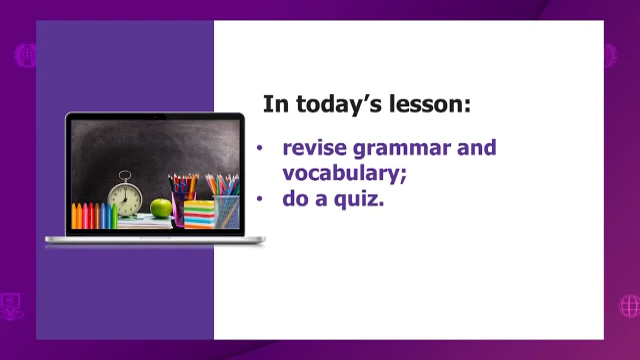 In today's lesson:
• revise grammar and
vocabulary;
• do a quiz.